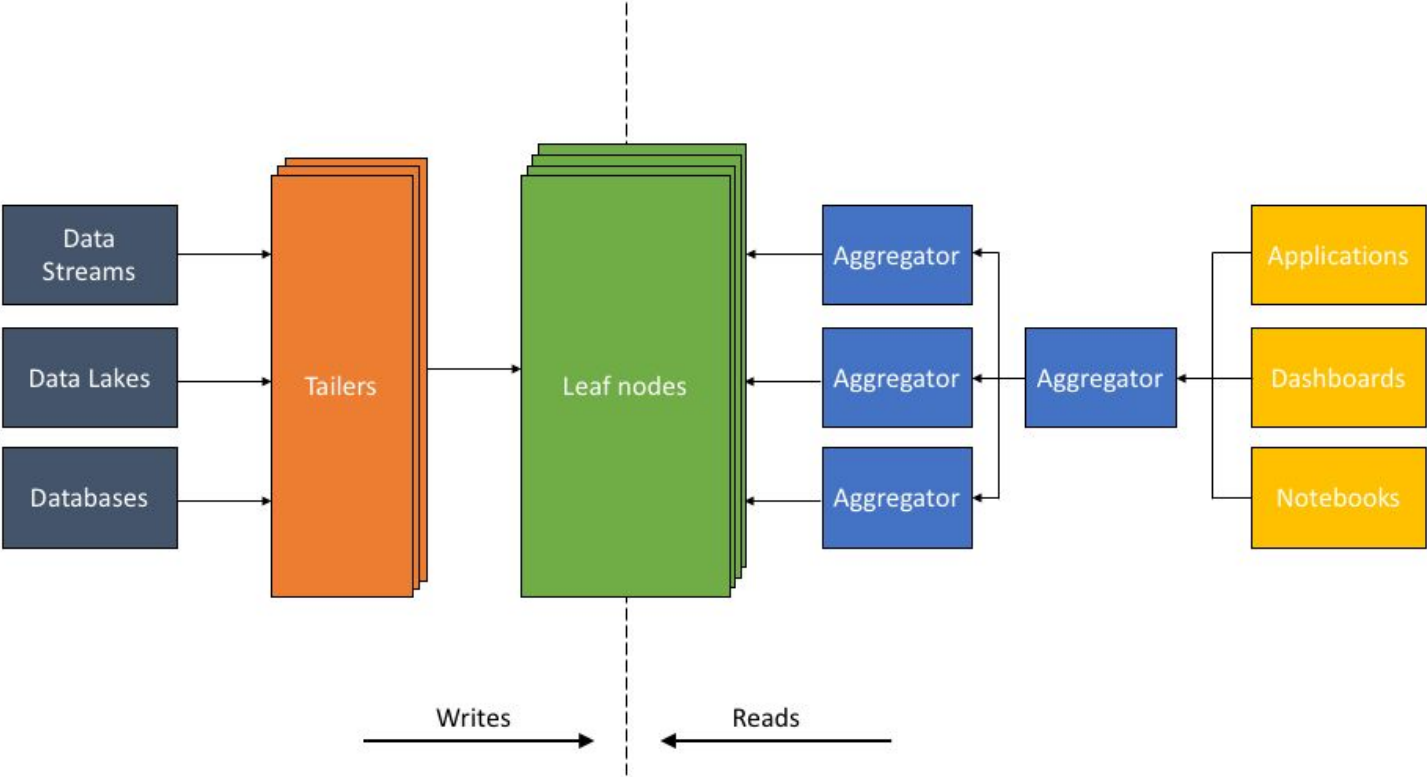 Data
Streams
Data Lakes
Databases
Tailers
Leaf nodes
Aggregator
Aggregator
Aggregator
Aggregator
Applications
Dashboards
Notebooks
Writes
Reads